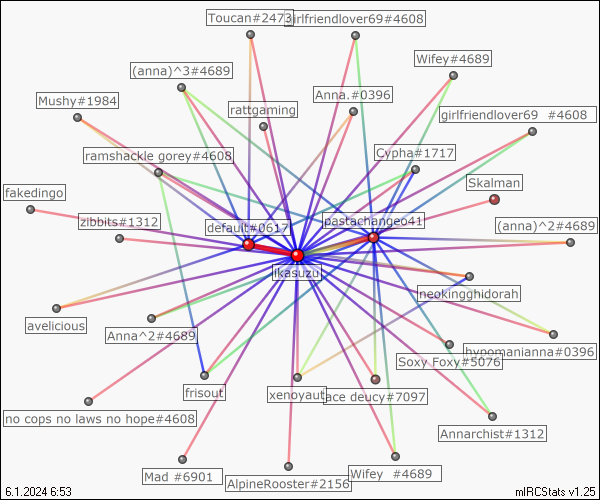 Toucan#2473
girlfriendlover69#4608
(anna)^3#4689
Wifey#4689
Mushy#1984
rattgaming
Anna.#0396
girlfriendlover69 #4608
ramshackle gorey#4608
Cypha#1717
fakedingo
Skalman
zibbits#1312
default#0617
pastachangeo41
(anna)^2#4689
ikasuzu
neokingghidorah
avelicious
Anna^2#4689
hypomanianna#0396
Soxy Foxy#5076
frisout
xenoyaut
ace deucy#7097
no cops no laws no hope#4608
Annarchist#1312
Mad #6901
AlpineRooster#2156
Wifey #4689
6.1.2024 6:53
mIRCStats v1.25